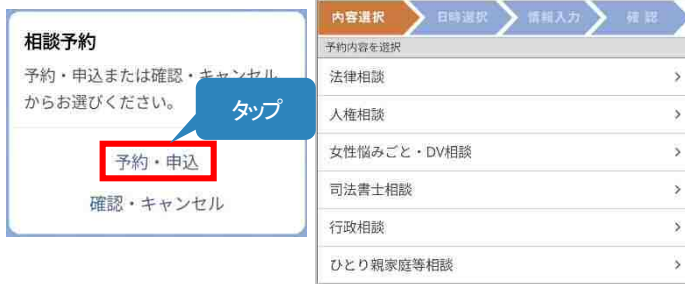 相談予約
予約・申込または確認・キャンセル
からお選びください。
タップ
予約・申込
確認・キャンセル
内容選択
日時選択
情報入力
確認
予約内容を選択
法律相談
人権相談
女性悩みごと・DV相談
司法書士相談
行政相談
ひとり親家庭等相談